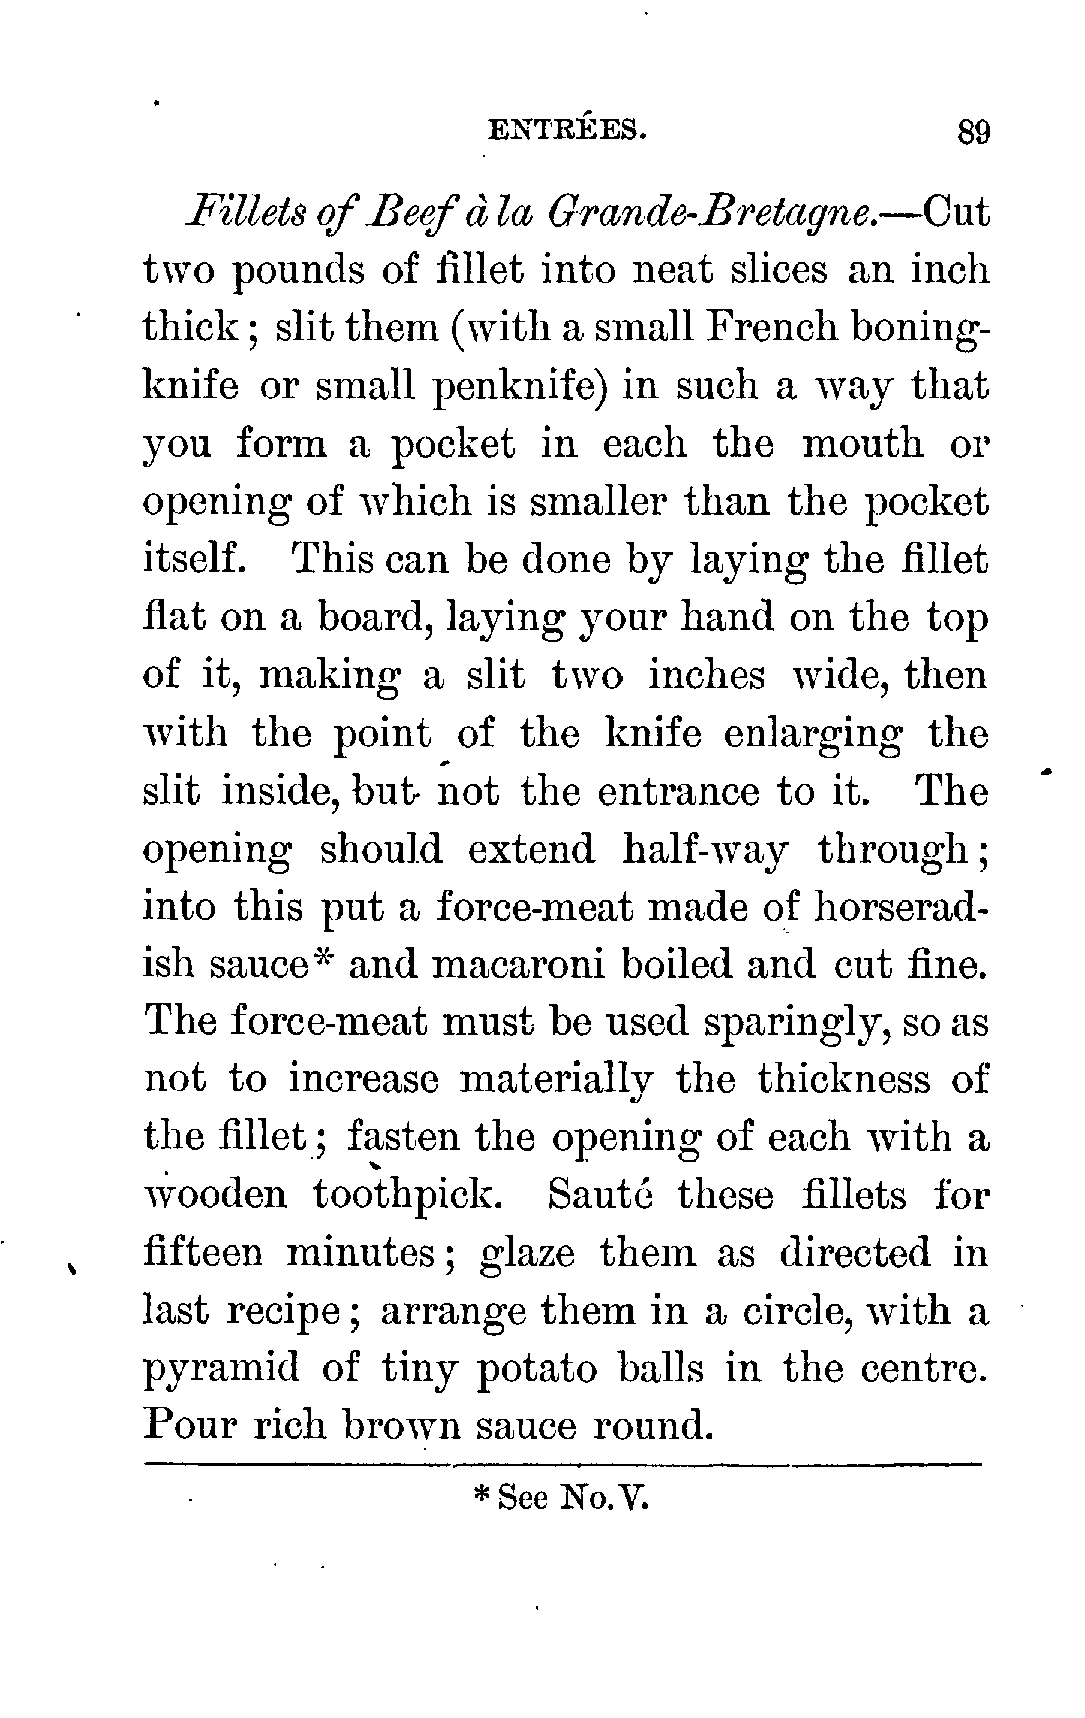 ENTRÉES. 89
Fillets of Beef à la Grande-Bretagne.—Cut
two pounds of fillet into neat slices an inch
thick; slit them (with a small French boning-
knife or small penknife) in such a way that
you form a pocket in each the mouth or
opening of which is smaller than the pocket
itself. This can be done by laying the fillet
flat on a board, laying your hand on the top
of it, making a slit two inches wide, then
with the point of the knife enlarging the
slit inside, but not the entrance to it. The
opening should extend half-way through;
into this put a force-meat made of horserad-
ish sauce* and macaroni boiled and cut fine.
The force-meat must be used sparingly, so as
not to increase materially the thickness of
the fillet; fasten the opening of each with a
wooden toothpick. Sauté these fillets for
fifteen minutes; glaze them as directed in
last recipe; arrange them in a circle, with a
pyramid of tiny potato balls in the centre.
Pour rich brown sauce round.
* See No. V.